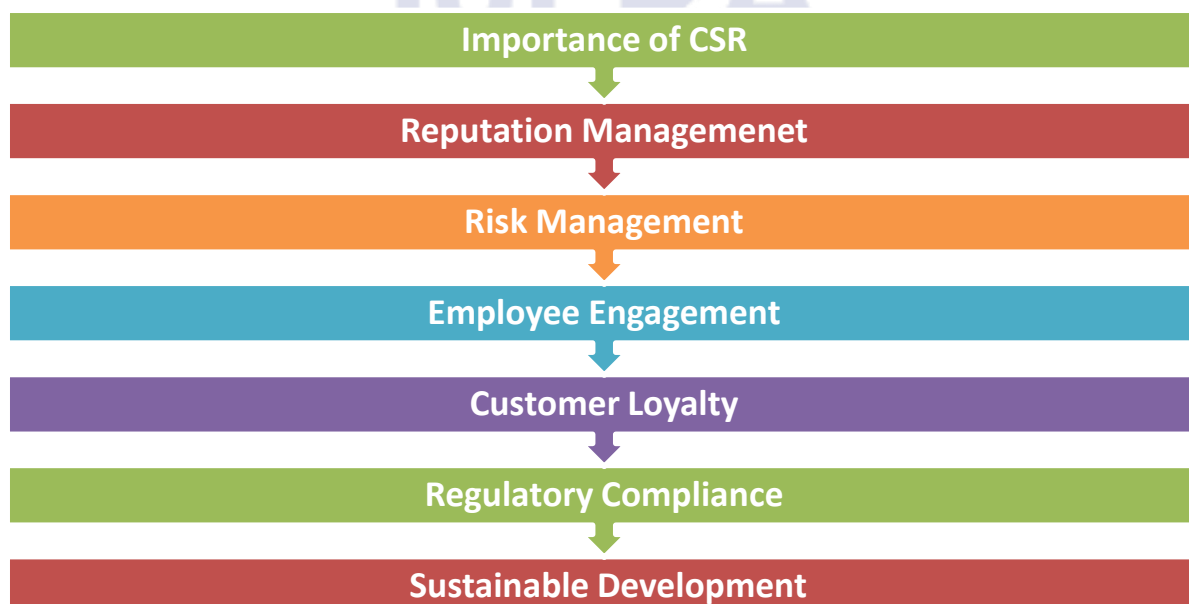 Importance of CSR
Reputation Managemenet
Risk Management
Employee Engagement
Customer Loyalty
Regulatory Compliance
Sustainable Development